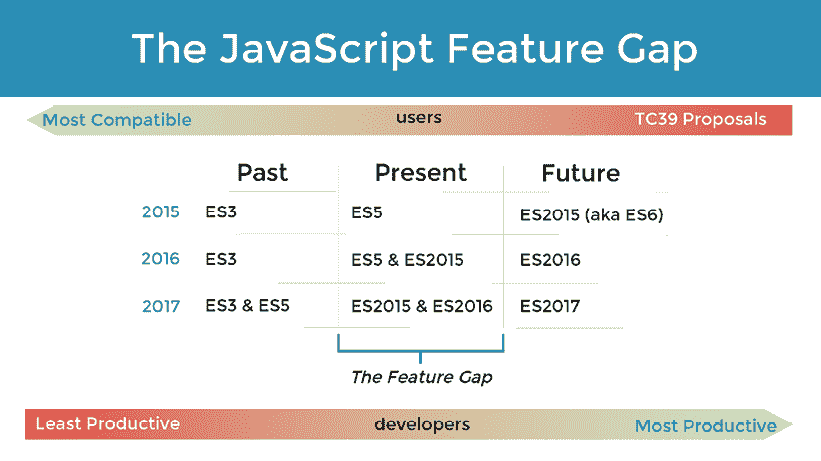 The JavaScript Feature Gap
Most Compatible users TC39 Proposals
Past Present Future
2015 ES3 ES5 ES2015 (aka ES6)
2016 ES3 ES5 & ES2015 ES2016
2017 ES3 & ES5 ES2015 & ES2016 ES2017
The Feature Gap
Least Productive developers Most Productive